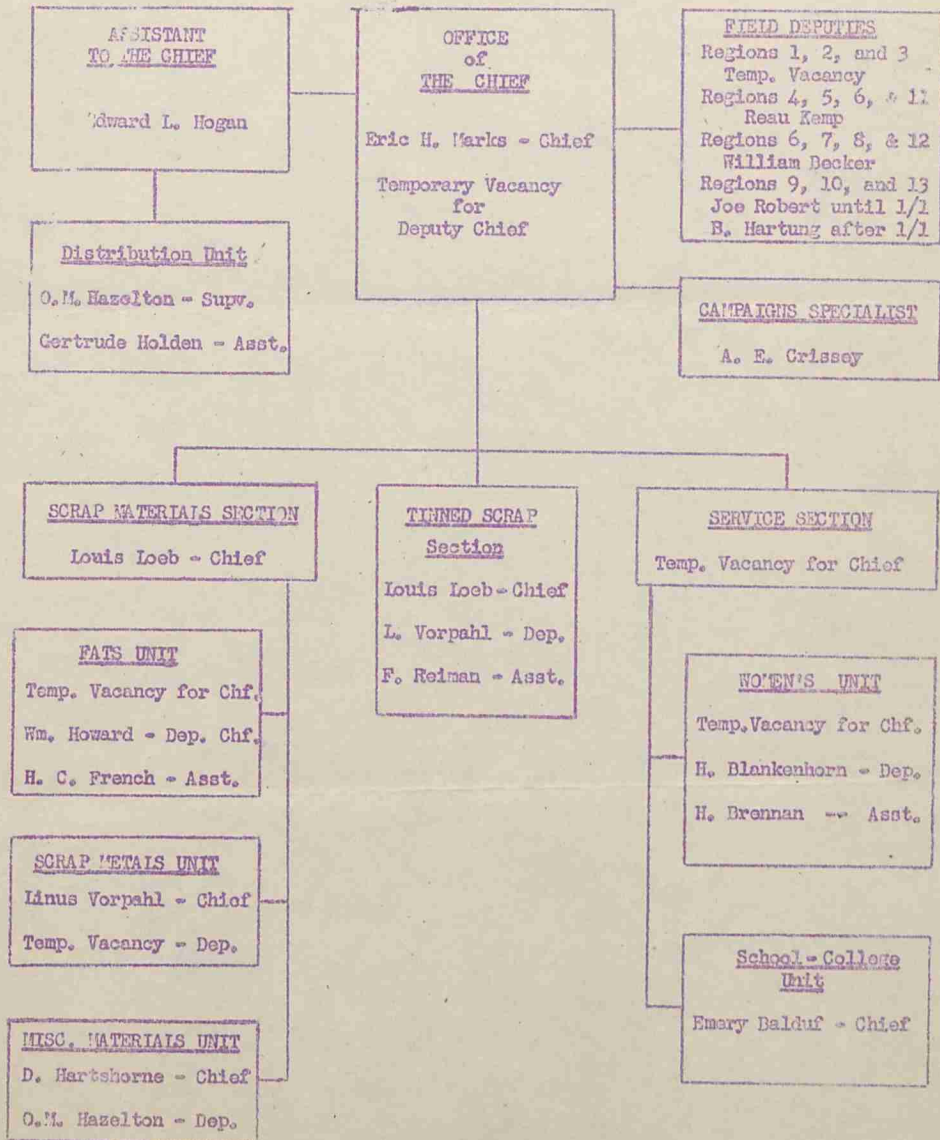 ASSISTANT
TO THE CHIEF
Edward L. Hogan
OFFICE
of
THE CHIEF
Eric H. Marks - Chief
Temporary Vacancy
for
Deputy Chief
FIELD DEPUTIES
Regions 1, 2, and 3
Temp. Vacancy
Regions 4, 5, 6, & 11
Reau Kemp
Regions 6, 7, 8, & 12
William Becker
Regions 9, 10, and 13
Joe Robert until 1/1
B. Hartung after 1/1
Distribution Unit
O.M. Hazelton - Supv.
Gertrude Holden - Asst.
CAMPAIGNS SPECIALIST
A. E. Crissey
SCRAP MATERIALS SECTION
Louis Loeb - Chief
TINNED SCRAP
Section
Louis Loeb - Chief
L. Vorpahl - Dep.
F. Reiman - Asst.
SERVICE SECTION
Temp. Vacancy for Chief
FATS UNIT
Temp. Vacancy for Chf.
Wm. Howard - Dep. Chf.
H. C. French - Asst.
SCRAP METALS UNIT
Linus Vorpahl - Chief
Temp. Vacancy - Dep.
MISC. MATERIALS UNIT
D. Hartshorne - Chief
O.M. Hazelton - Dep.
WOMEN'S UNIT
Temp.Vacancy for Chf.
H. Blankenhorn - Dep.
H. Brennan -- Asst.
School - College
Unit
Emery Balduf - Chief